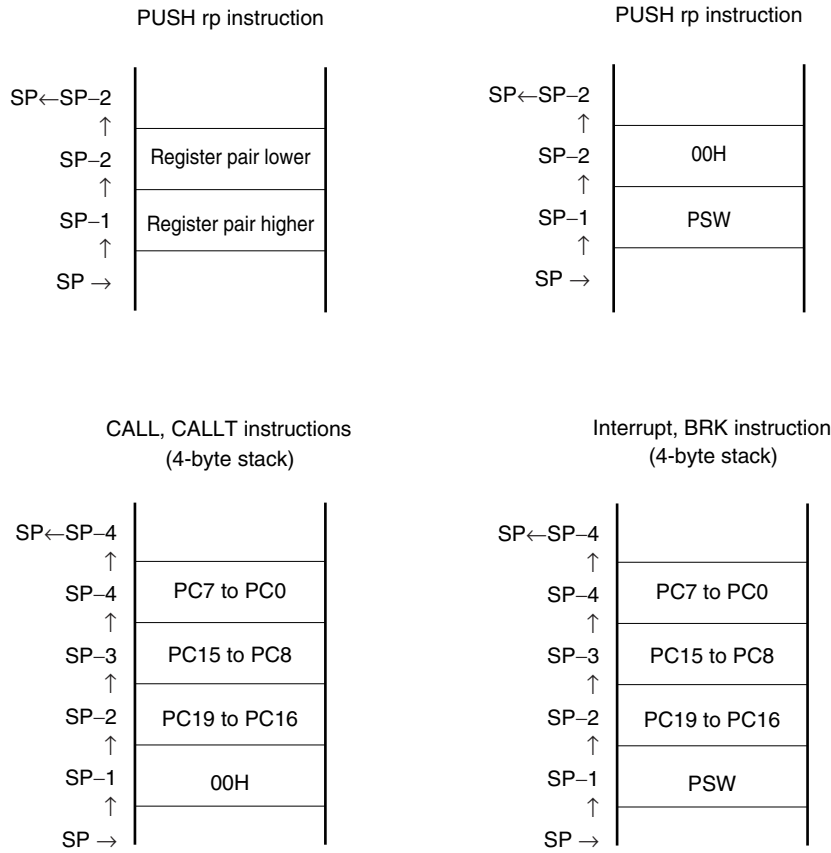 PUSH rp instruction
SP←SP–2
↑
SP–2
Register pair lower
↑
SP–1
Register pair higher
↑
SP →
PUSH rp instruction
SP←SP–2
↑
SP–2
00H
↑
SP–1
PSW
↑
SP →
CALL, CALLT instructions
(4-byte stack)
SP←SP–4
↑
SP–4
PC7 to PC0
↑
SP–3
PC15 to PC8
↑
SP–2
PC19 to PC16
↑
SP–1
00H
↑
SP →
Interrupt, BRK instruction
(4-byte stack)
SP←SP–4
↑
SP–4
PC7 to PC0
↑
SP–3
PC15 to PC8
↑
SP–2
PC19 to PC16
↑
SP–1
PSW
↑
SP →